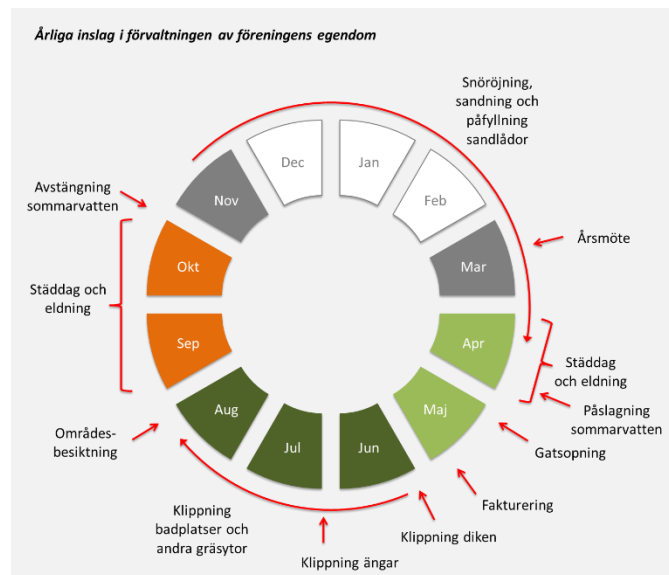 Årliga inslag i förvaltningen av föreningens egendom
Snöröjning,
sandning och
påfyllning
sandlådor
Dec
Jan
Nov
Feb
Avstängning
sommarvatten
Årsmöte
Okt
Mar
Städdag och
eldning
Sep
Apr
Städdag
och eldning
Aug
Maj
Påslagning
sommarvatten
Områdes-
besiktning
Jul
Jun
Gatsopning
Fakturering
Klippning
badplatser och
andra gräsytor
Klippning diken
Klippning ängar